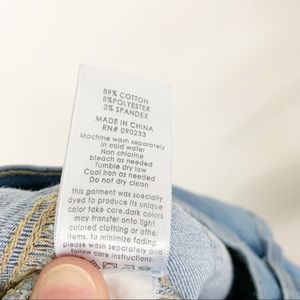 89% COTTON
8%POLYESTER
3% SPANDEX
MADE IN CHINA
RN# 090233
Machine wash separately
in cold water
Non chlorine
bleach as needed
Tumble dry low
Cool iron as needed
Do not dry clean
this garment was specially
dyed to produce its unique
color fake care,dark colors
may transfer onto light
colored clothing or other
items. to minimize fading.
please wash separately and
follow care instructions.